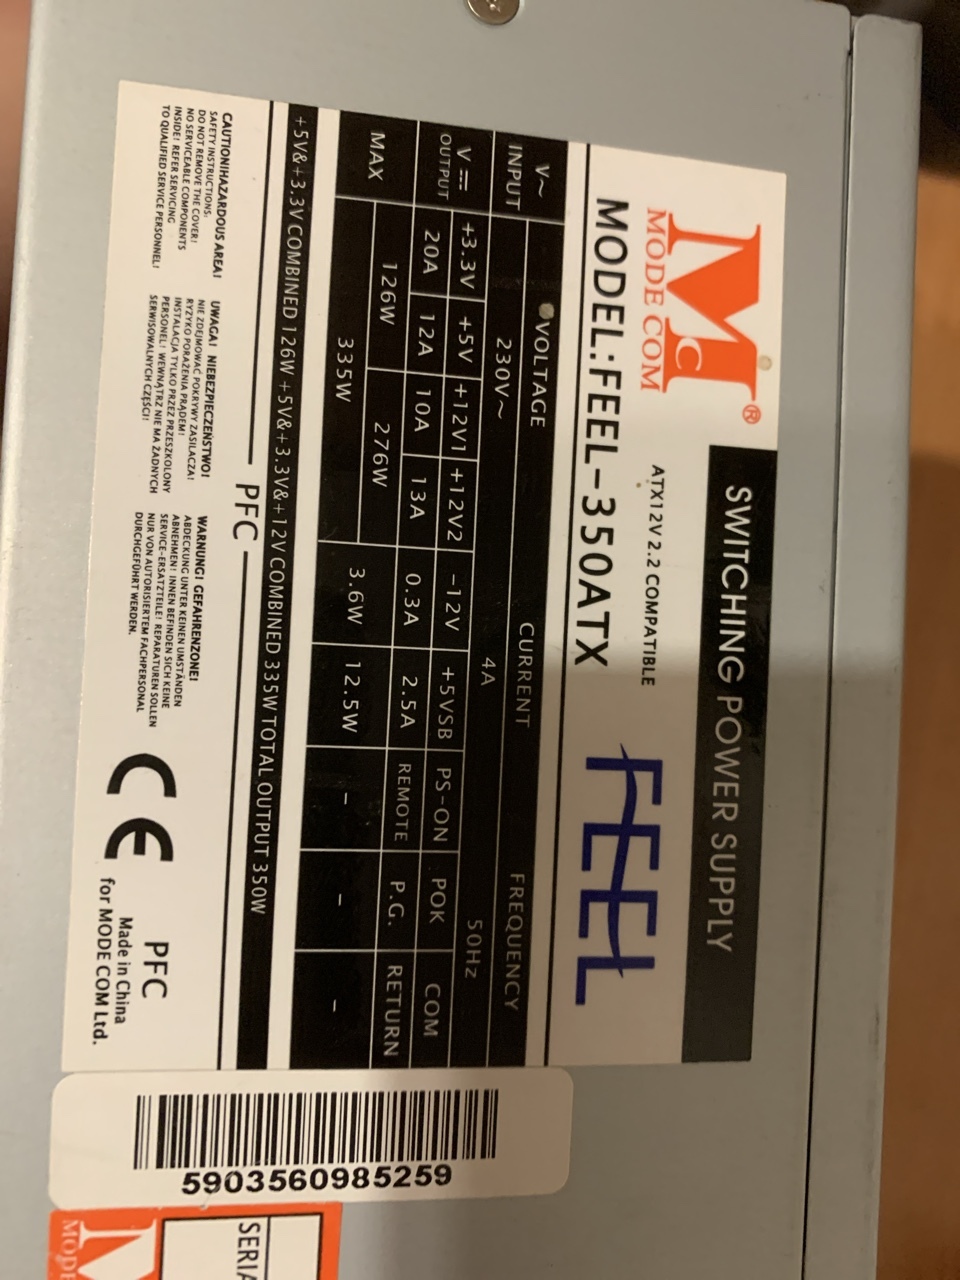 Mc®
MODE COM
SWITCHING POWER SUPPLY
ATX12V 2.2 COMPATIBLE
MODEL:FEEL-350ATX
FEEL
V~ INPUT VOLTAGE CURRENT FREQUENCY
230V~ 4A 50Hz
V⎓ OUTPUT +3.3V +5V +12V1 +12V2 -12V +5VSB PS-ON POK COM
20A 12A 10A 13A 0.3A 2.5A REMOTE P.G. RETURN
MAX 126W 276W 3.6W 12.5W - - -
335W
+5V&+3.3V COMBINED 126W +5V&+3.3V&+12V COMBINED 335W TOTAL OUTPUT 350W
PFC
CAUTION!HAZARDOUS AREA!
SAFETY INSTRUCTIONS,
DO NOT REMOVE THE COVER!
NO SERVICEABLE COMPONENTS
INSIDE! REFER SERVICING
TO QUALIFIED SERVICE PERSONNEL!
UWAGA! NIEBEZPIECZEŃSTWO!
NIE ZDEJMOWAĆ POKRYWY ZASILACZA!
RYZYKO PORAŻENIA PRĄDEM!
INSTALACJA TYLKO PRZEZ PRZESZKOLONY
PERSONEL! WEWNĄTRZ NIE MA ŻADNYCH
SERWISOWALNYCH CZĘŚCI!
WARNUNG! GEFAHRENZONE!
ABDECKUNG UNTER KEINEN UMSTÄNDEN
ABNEHMEN! INNEN BEFINDEN SICH KEINE
SERVICE-ERSATZTEILE! REPARATUREN SOLLEN
NUR VON AUTORISIERTEM FACHPERSONAL
DURCHGEFÜHRT WERDEN.
CE
PFC
Made in China
for MODE COM Ltd.
5903560985259
M
MODE
SERIA